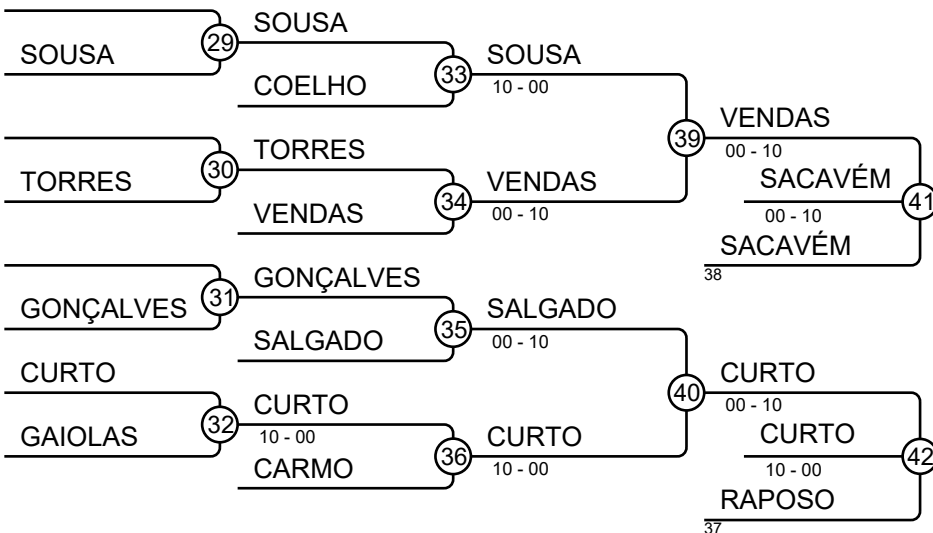 SOUSA
29
SOUSA
COELHO
33
SOUSA
10 - 00
TORRES
30
TORRES
VENDAS
34
VENDAS
00 - 10
39
VENDAS
00 - 10
SACAVÉM
00 - 10
41
SACAVÉM
38
GONÇALVES
31
GONÇALVES
SALGADO
35
SALGADO
00 - 10
CURTO
GAIOLAS
32
CURTO
10 - 00
CARMO
36
CURTO
10 - 00
40
CURTO
00 - 10
CURTO
10 - 00
42
RAPOSO
37